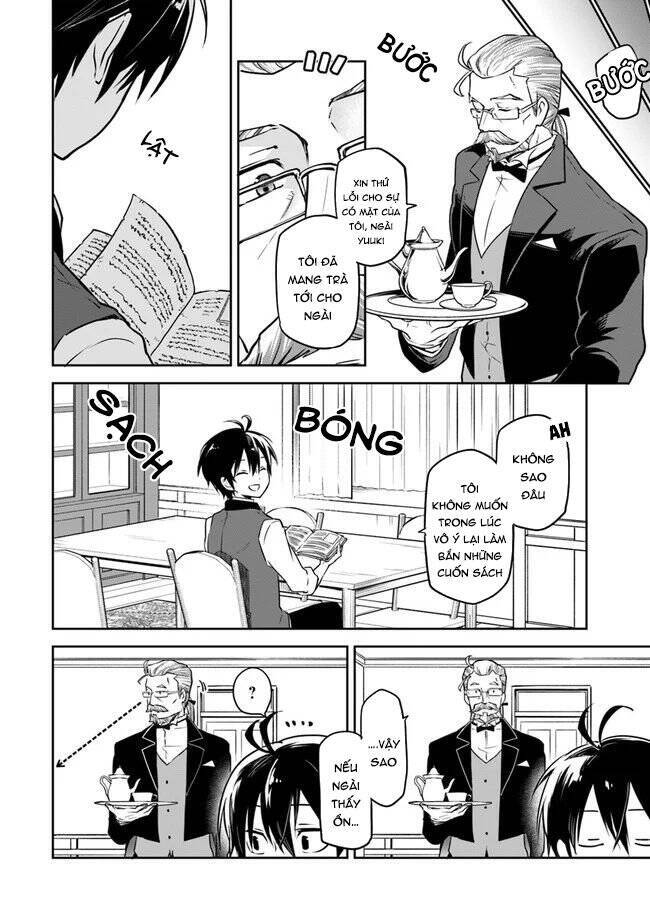 BƯỚC
BƯỚC
XIN THỨ
LỖI CHO SỰ
CÓ MẶT CỦA
TÔI, NGÀI
YUUKI
TÔI ĐÃ
MANG TRÀ
TỚI CHO
NGÀI
LẬT
AH
KHÔNG
SAO
ĐÂU
TÔI
KHÔNG MUỐN
TRONG LÚC
VÔ Ý LẠI LÀM
BẨN NHỮNG
CUỐN SÁCH
BÓNG
SẠCH
....VẬY
SAO
NẾU
NGÀI
THẤY
ỔN...
?